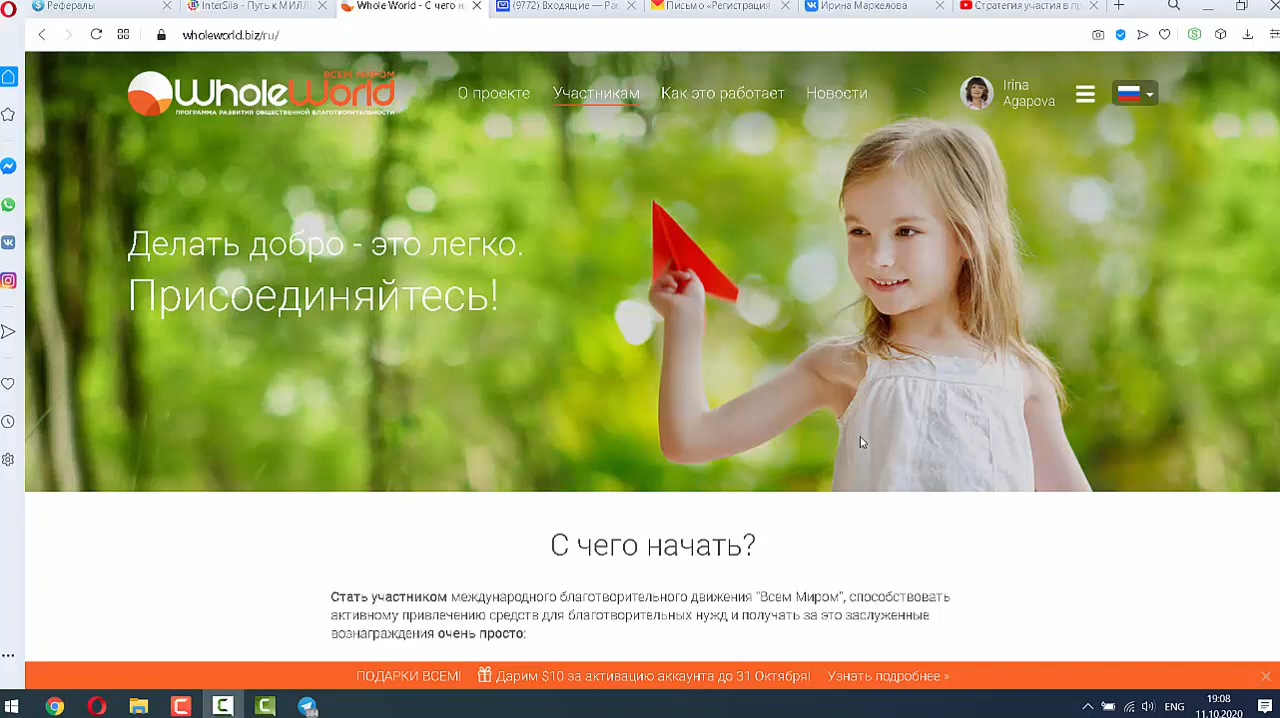 Рефералы
InterSila - Путь к МИЛЛ
Whole World - С чего н
(9772) Входящие — Ра
Письмо «Регистрация
Ирина Маркелова
Стратегия участия в пр
wholeworld.biz/ru/
ВСЕМ МИРОМ
WholeWorld
ПРОГРАММА РАЗВИТИЯ ОБЩЕСТВЕННОЙ БЛАГОТВОРИТЕЛЬНОСТИ
О проекте
Участникам
Как это работает
Новости
Irina
Agapova
Делать добро - это легко.
Присоединяйтесь!
С чего начать?
Стать участником международного благотворительного движения "Всем Миром", способствовать
активному привлечению средств для благотворительных нужд и получать за это заслуженные
вознаграждения очень просто:
ПОДАРКИ ВСЕМ! Дарим $10 за активацию аккаунта до 31 Октября! Узнать подробнее »
984
ENG
19:08
11.10.2020